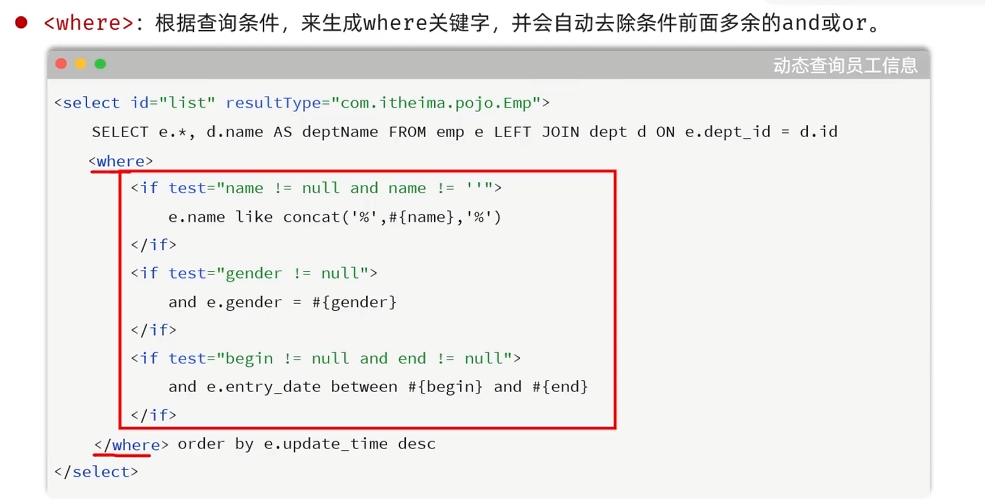 <where>：根据查询条件，来生成where关键字，并会自动去除条件前面多余的and或or。
动态查询员工信息
<select id="list" resultType="com.itheima.pojo.Emp">
SELECT e.*, d.name AS deptName FROM emp e LEFT JOIN dept d ON e.dept_id = d.id
<where>
<if test="name != null and name != ''">
e.name like concat('%',#{name},'%')
</if>
<if test="gender != null">
and e.gender = #{gender}
</if>
<if test="begin != null and end != null">
and e.entry_date between #{begin} and #{end}
</if>
</where> order by e.update_time desc
</select>